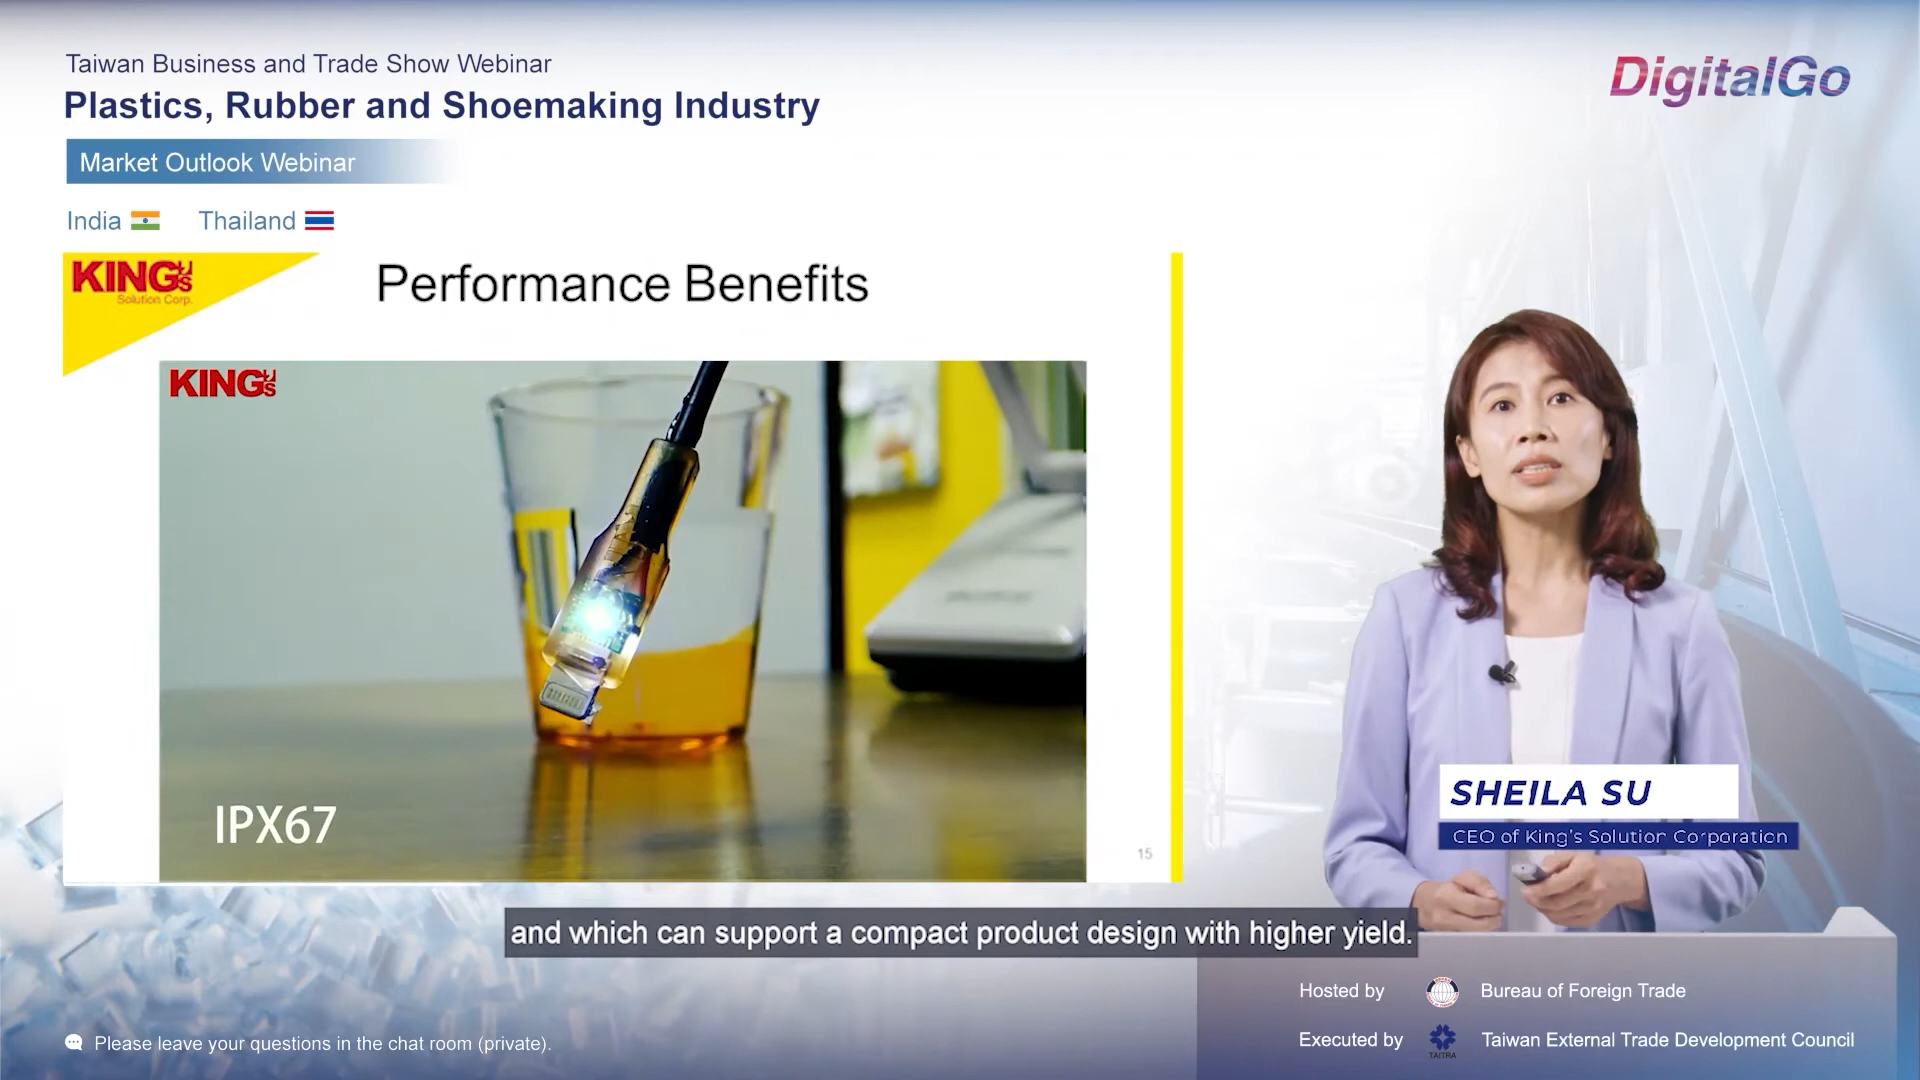 Taiwan Business and Trade Show Webinar
Plastics, Rubber and Shoemaking Industry
DigitalGo
Market Outlook Webinar
India
Thailand
KING'S
Solution Corp.
Performance Benefits
KING'S
IPX67
15
SHEILA SU
CEO of King's Solution Corporation
and which can support a compact product design with higher yield.
Hosted by
Bureau of Foreign Trade
Executed by
TAITRA
Taiwan External Trade Development Council
Please leave your questions in the chat room (private).